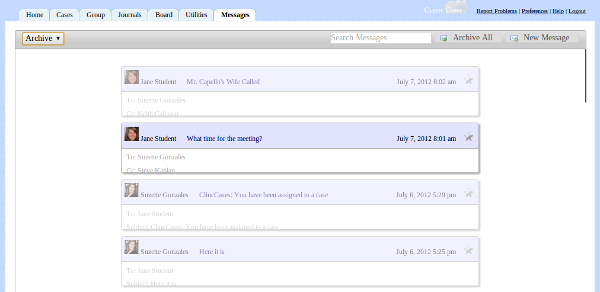 Home Cases Group Journals Board Utilities Messages
Report Problems | Preferences | Help | Logout
Archive ▼ Search Messages Archive All New Message
Jane Student Mr. Capello's Wife Called July 7, 2012 8:02 am
To: Suzette Gonzales
Cc: Keith Callahan
Jane Student What time for the meeting? July 7, 2012 8:01 am
To: Suzette Gonzales
Cc: Steve Kaplan
Suzette Gonzales ClincCases: You have been assigned to a case July 6, 2012 5:29 pm
To: Jane Student
Subject: ClincCases: You have been assigned to a case
Suzette Gonzales Here it is July 6, 2012 5:25 pm
To: Jane Student
Subject: Here it is